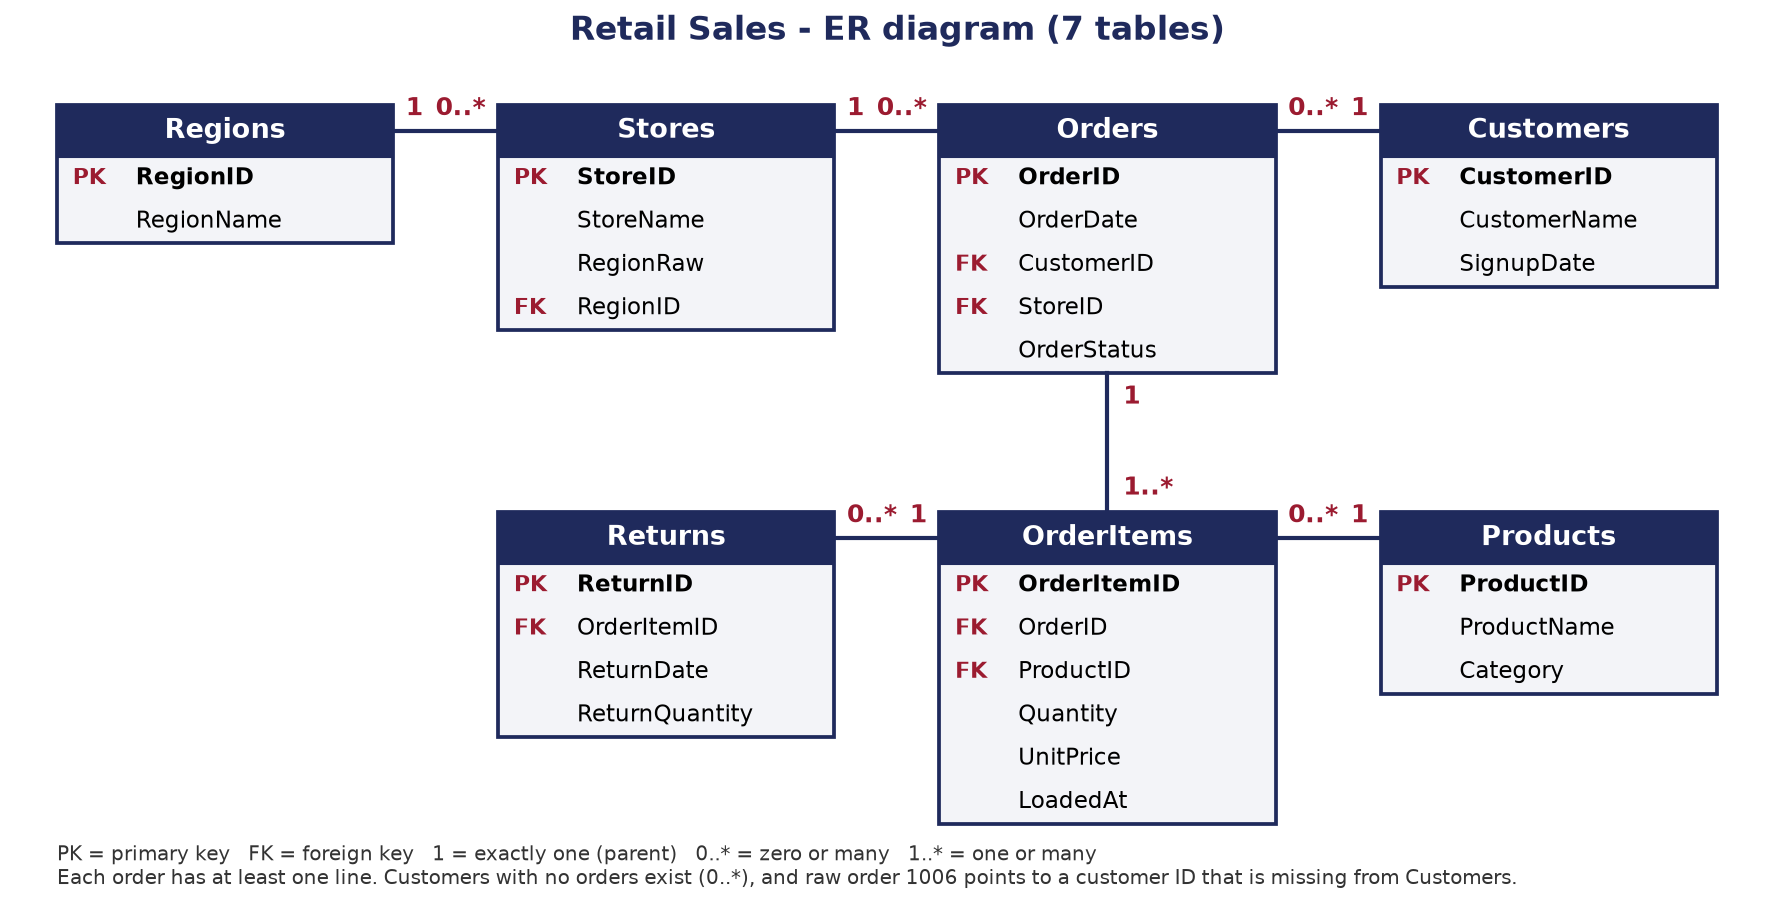 Retail Sales - ER diagram (7 tables)
1 0..* 1 0..* 0..* 1
Regions
PK RegionID
RegionName
Stores
PK StoreID
StoreName
RegionRaw
FK RegionID
Orders
PK OrderID
OrderDate
FK CustomerID
FK StoreID
OrderStatus
Customers
PK CustomerID
CustomerName
SignupDate
1
1..*
0..* 1 0..* 1
Returns
PK ReturnID
FK OrderItemID
ReturnDate
ReturnQuantity
OrderItems
PK OrderItemID
FK OrderID
FK ProductID
Quantity
UnitPrice
LoadedAt
Products
PK ProductID
ProductName
Category
PK = primary key FK = foreign key 1 = exactly one (parent) 0..* = zero or many 1..* = one or many
Each order has at least one line. Customers with no orders exist (0..*), and raw order 1006 points to a customer ID that is missing from Customers.